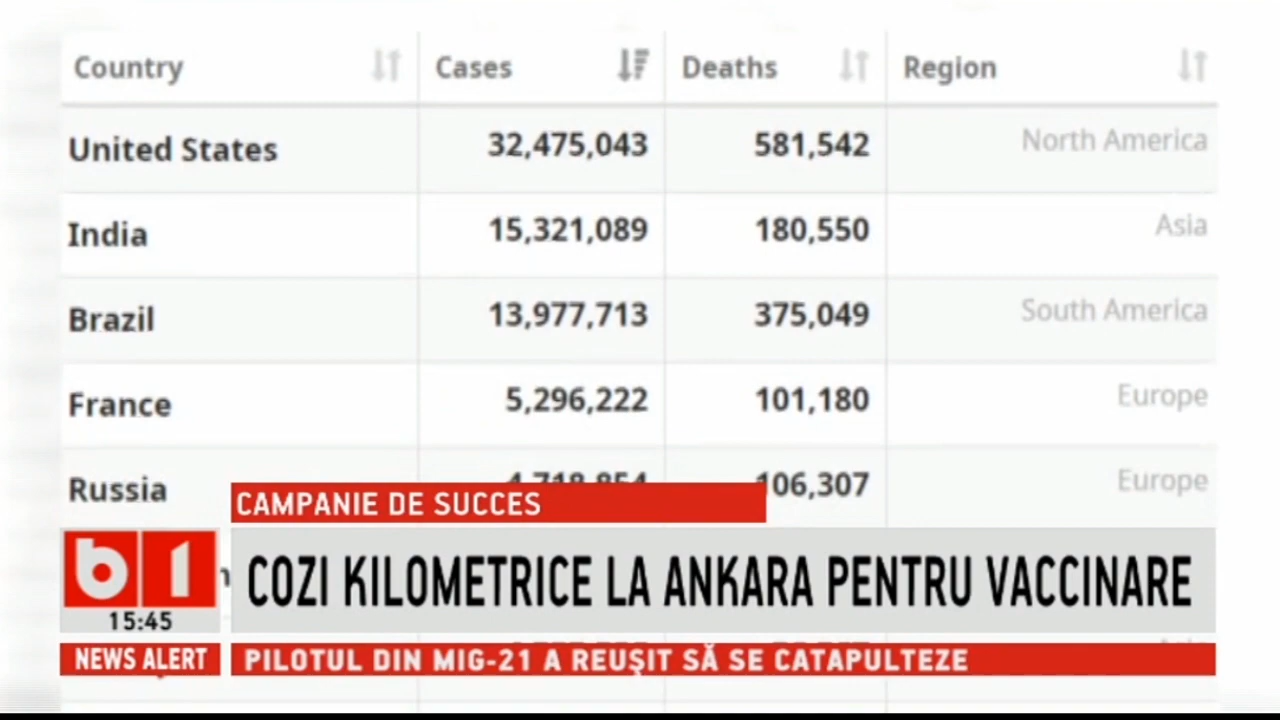 Country Cases Deaths Region
United States 32,475,043 581,542 North America
India 15,321,089 180,550 Asia
Brazil 13,977,713 375,049 South America
France 5,296,222 101,180 Europe
Russia 106,307 Europe
CAMPANIE DE SUCCES
b1
COZI KILOMETRICE LA ANKARA PENTRU VACCINARE
15:45
NEWS ALERT PILOTUL DIN MIG-21 A REUȘIT SĂ SE CATAPULTEZE